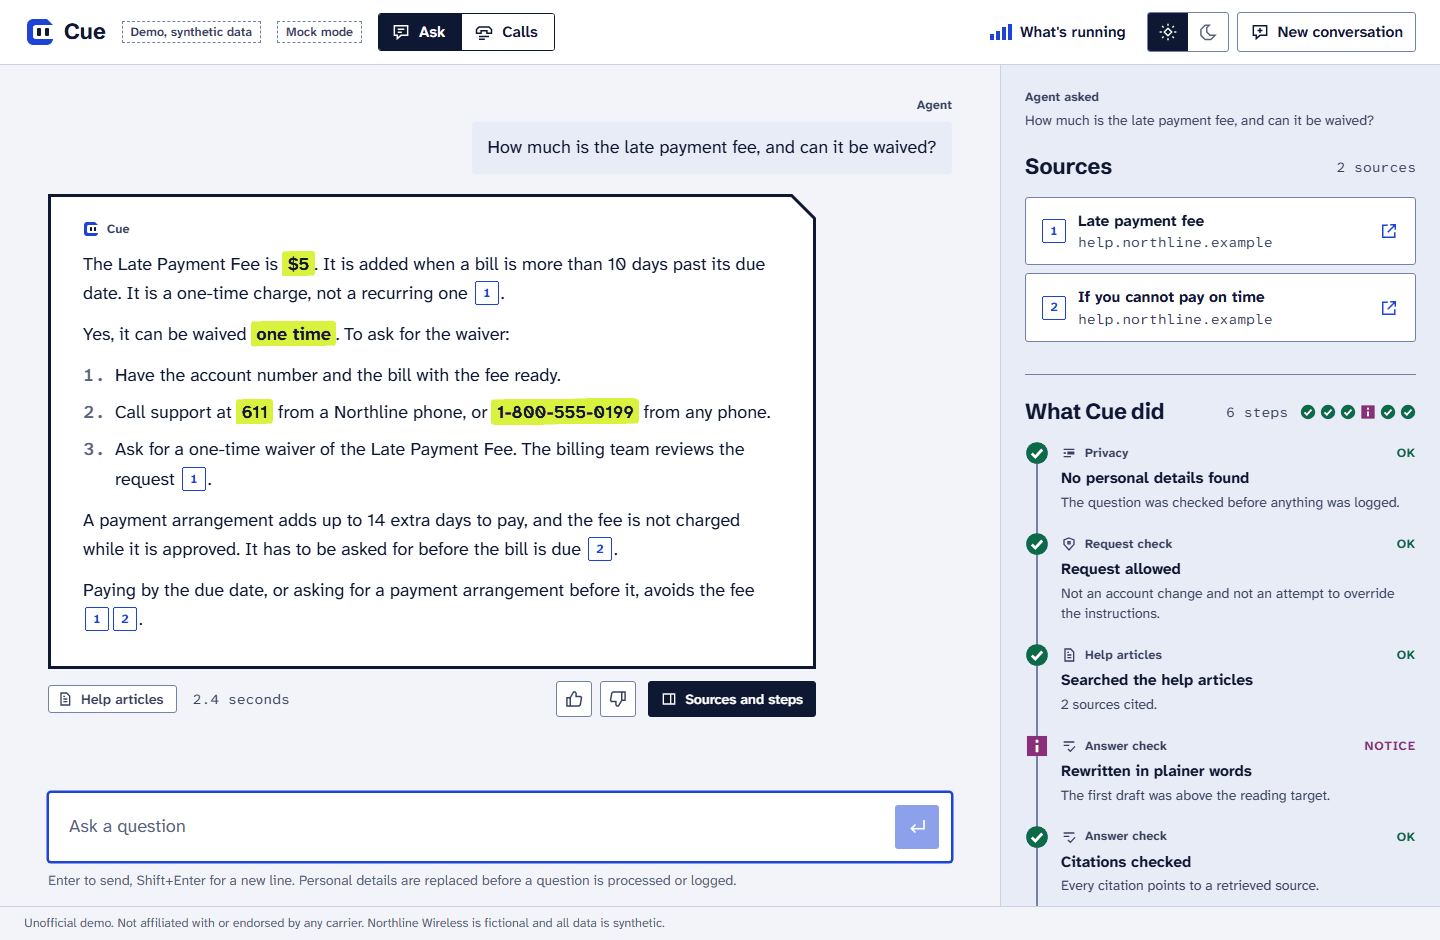 Cue
Demo, synthetic data
Mock mode
Ask
Calls
What's running
New conversation
Agent
How much is the late payment fee, and can it be waived?
Cue
The Late Payment Fee is $5. It is added when a bill is more than 10 days past its due
date. It is a one-time charge, not a recurring one 1.
Yes, it can be waived one time. To ask for the waiver:
1. Have the account number and the bill with the fee ready.
2. Call support at 611 from a Northline phone, or 1-800-555-0199 from any phone.
3. Ask for a one-time waiver of the Late Payment Fee. The billing team reviews the
request 1.
A payment arrangement adds up to 14 extra days to pay, and the fee is not charged
while it is approved. It has to be asked for before the bill is due 2.
Paying by the due date, or asking for a payment arrangement before it, avoids the fee
1 2.
Help articles
2.4 seconds
Sources and steps
Ask a question
Enter to send, Shift+Enter for a new line. Personal details are replaced before a question is processed or logged.
Agent asked
How much is the late payment fee, and can it be waived?
Sources
2 sources
1
Late payment fee
help.northline.example
2
If you cannot pay on time
help.northline.example
What Cue did
6 steps
Privacy
OK
No personal details found
The question was checked before anything was logged.
Request check
OK
Request allowed
Not an account change and not an attempt to override
the instructions.
Help articles
OK
Searched the help articles
2 sources cited.
Answer check
NOTICE
Rewritten in plainer words
The first draft was above the reading target.
Answer check
OK
Citations checked
Every citation points to a retrieved source.
Unofficial demo. Not affiliated with or endorsed by any carrier. Northline Wireless is fictional and all data is synthetic.